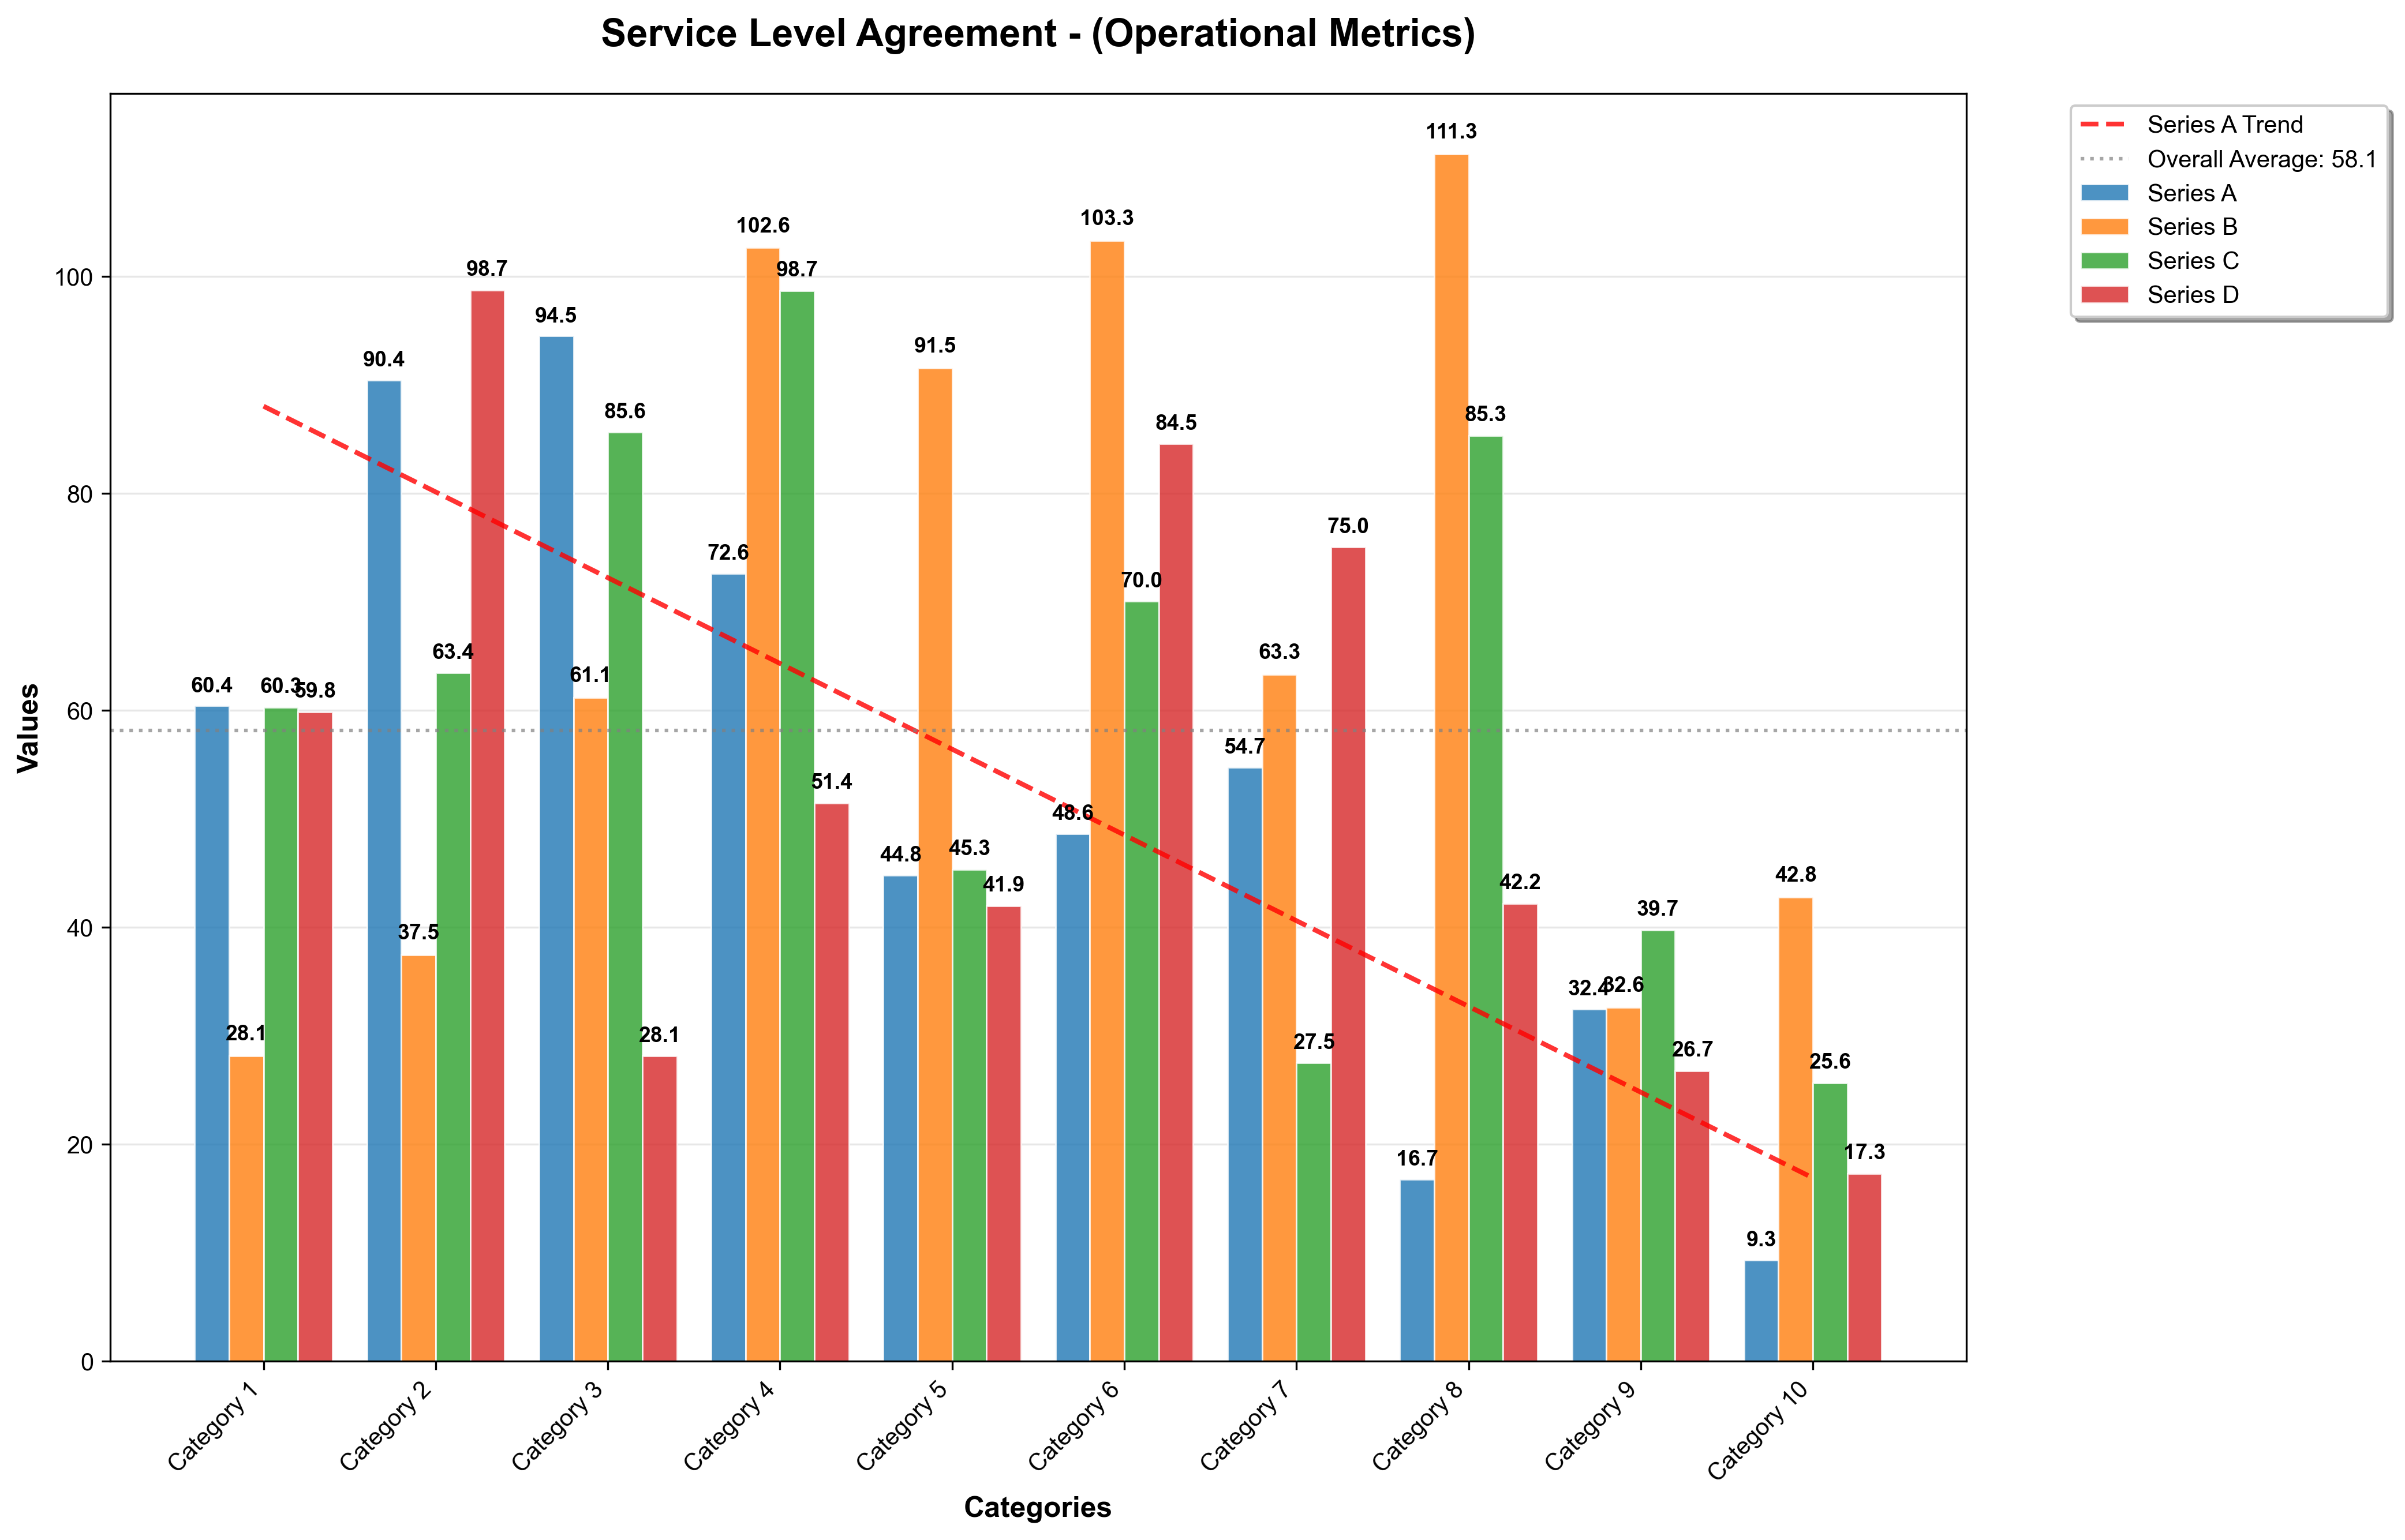 Service Level Agreement - (Operational Metrics)
Series A Trend
Overall Average: 58.1
Series A
Series B
Series C
Series D
Values
100
80
60
40
20
0
60.4
28.1
60.3
59.8
90.4
37.5
63.4
98.7
94.5
61.1
85.6
28.1
72.6
102.6
98.7
51.4
44.8
91.5
45.3
41.9
48.6
103.3
70.0
84.5
54.7
63.3
27.5
75.0
16.7
111.3
85.3
42.2
32.4
32.6
39.7
26.7
9.3
42.8
25.6
17.3
Category 1
Category 2
Category 3
Category 4
Category 5
Category 6
Category 7
Category 8
Category 9
Category 10
Categories